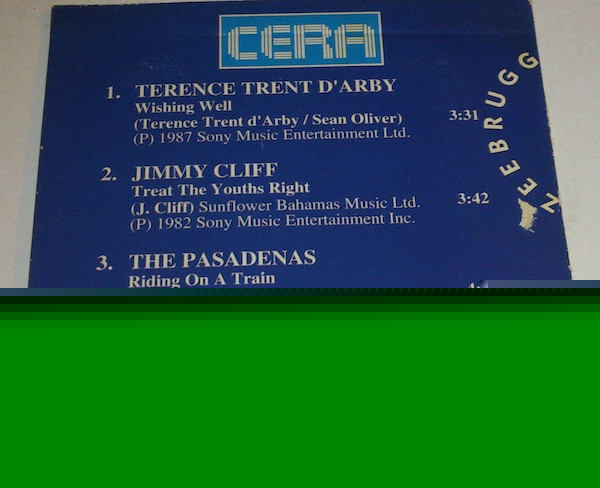 CERA
1. TERENCE TRENT D'ARBY
Wishing Well
(Terence Trent d'Arby / Sean Oliver) 3:31
(P) 1987 Sony Music Entertainment Ltd.
2. JIMMY CLIFF
Treat The Youths Right
(J. Cliff) Sunflower Bahamas Music Ltd. 3:42
(P) 1982 Sony Music Entertainment Inc.
3. THE PASADENAS
Riding On A Train
ZEEBRUGG